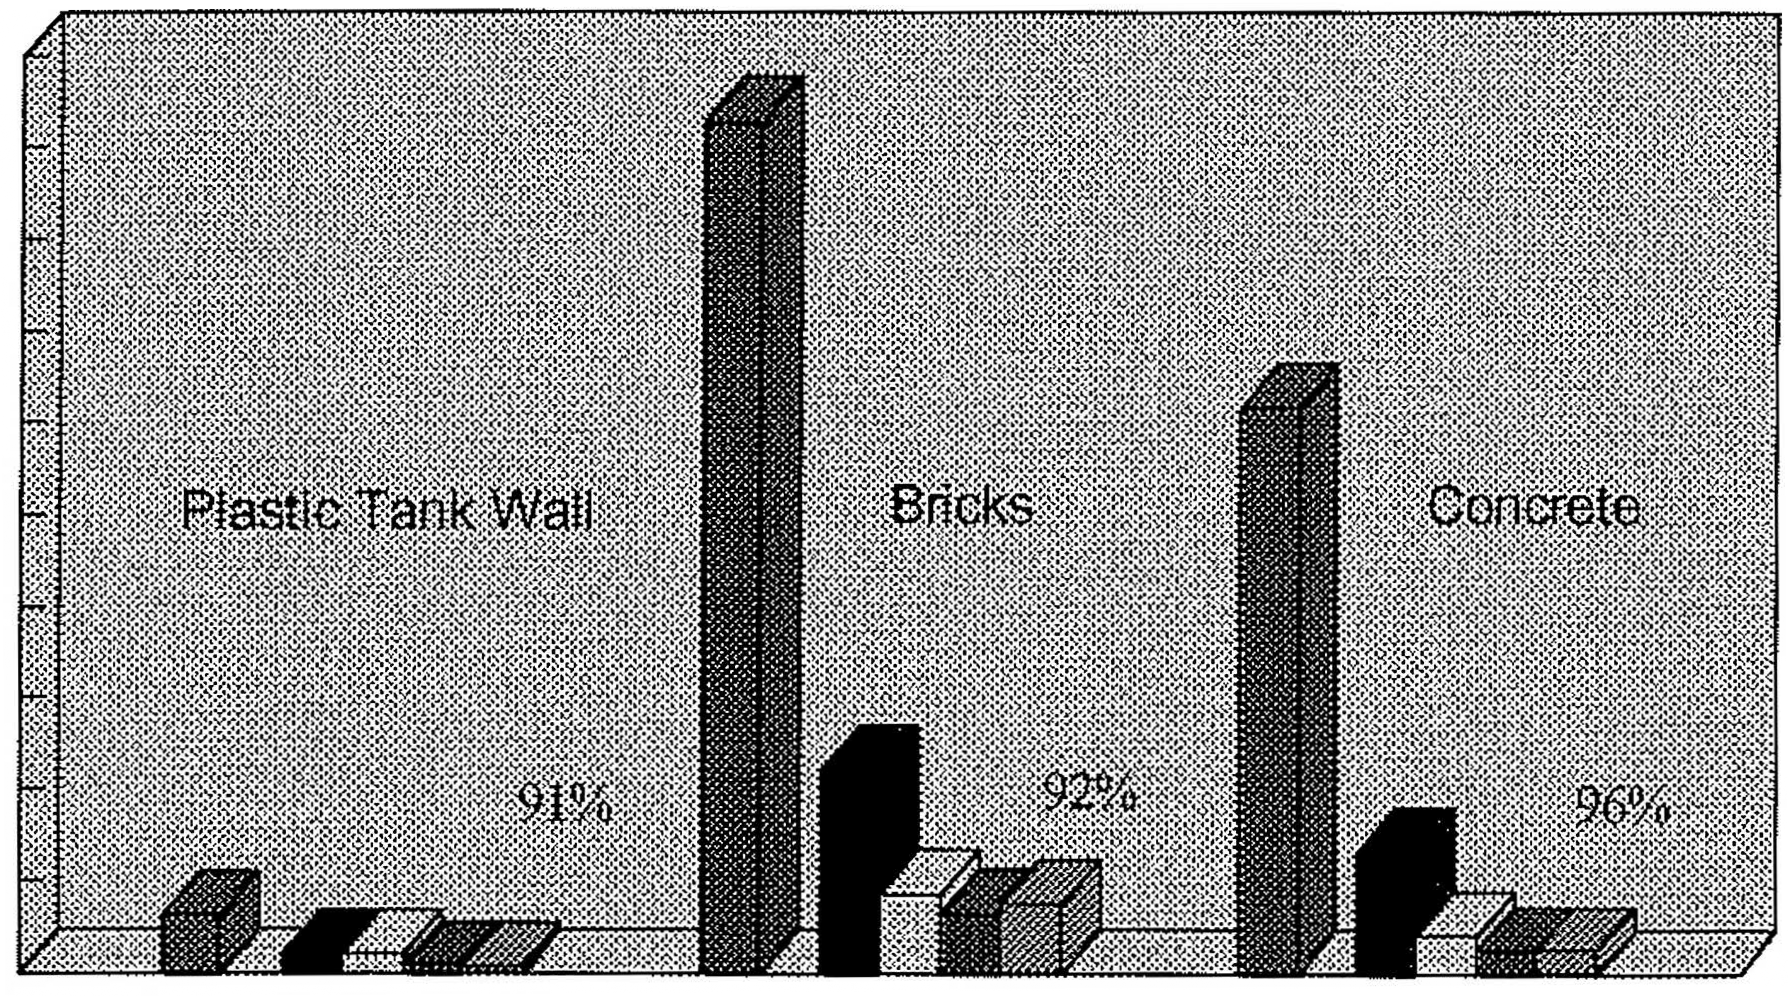 Plastic Tank Wall
Bricks
Concrete
91%
92%
96%